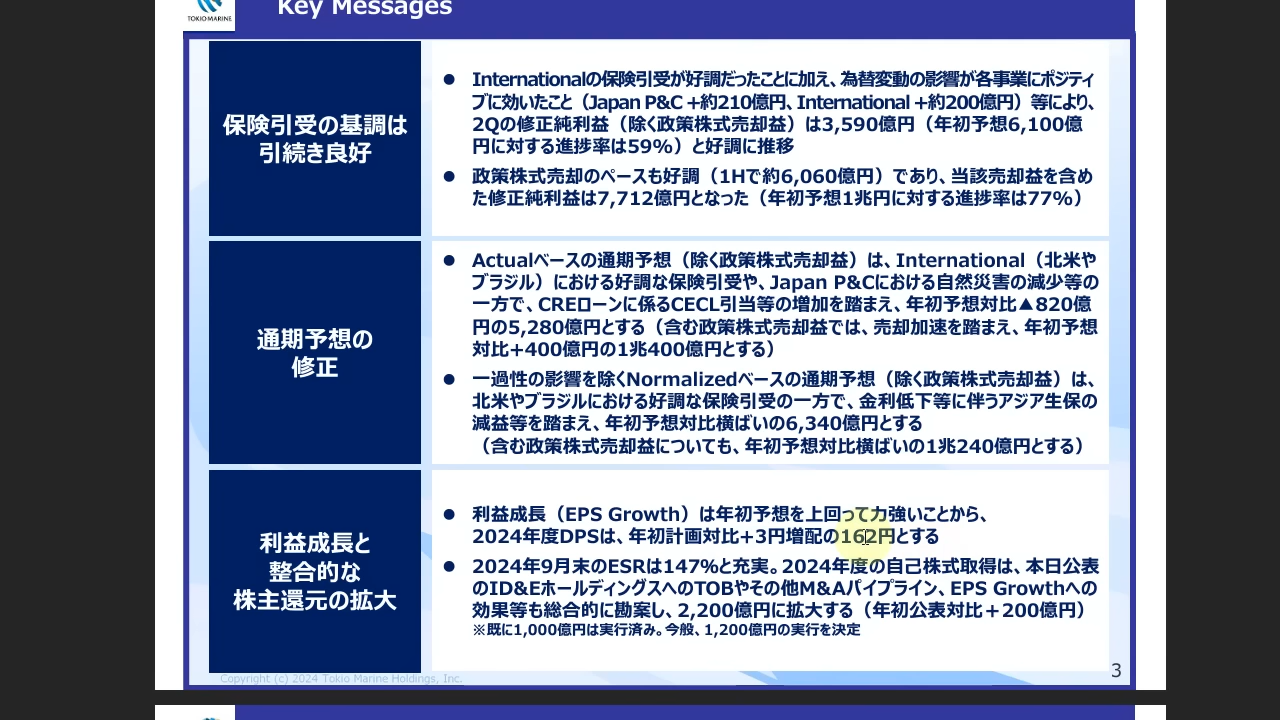 TOKIO MARINE
Key Messages
保険引受の基調は
引続き良好
● Internationalの保険引受が好調だったことに加え、為替変動の影響が各事業にポジティ
ブに効いたこと（Japan P&C +約210億円、International +約200億円）等により、
2Qの修正純利益（除く政策株式売却益）は3,590億円（年初予想6,100億
円に対する進捗率は59%）と好調に推移
● 政策株式売却のペースも好調（1Hで約6,060億円）であり、当該売却益を含め
た修正純利益は7,712億円となった（年初予想1兆円に対する進捗率は77%）
通期予想の
修正
● Actualベースの通期予想（除く政策株式売却益）は、International（北米や
ブラジル）における好調な保険引受や、Japan P&Cにおける自然災害の減少等の
一方で、CREローンに係るCECL引当等の増加を踏まえ、年初予想対比▲820億
円の5,280億円とする（含む政策株式売却益では、売却加速を踏まえ、年初予想
対比+400億円の1兆400億円とする）
● 一過性の影響を除くNormalizedベースの通期予想（除く政策株式売却益）は、
北米やブラジルにおける好調な保険引受の一方で、金利低下等に伴うアジア生保の
減益等を踏まえ、年初予想対比横ばいの6,340億円とする
（含む政策株式売却益についても、年初予想対比横ばいの1兆240億円とする）
利益成長と
整合的な
株主還元の拡大
● 利益成長（EPS Growth）は年初予想を上回って力強いことから、
2024年度DPSは、年初計画対比+3円増配の162円とする
● 2024年9月末のESRは147%と充実。2024年度の自己株式取得は、本日公表
のID&EホールディングスへのTOBやその他M&Aパイプライン、EPS Growthへの
効果等も総合的に勘案し、2,200億円に拡大する（年初公表対比＋200億円）
※既に1,000億円は実行済み。今般、1,200億円の実行を決定
Copyright (c) 2024 Tokio Marine Holdings, Inc.
3